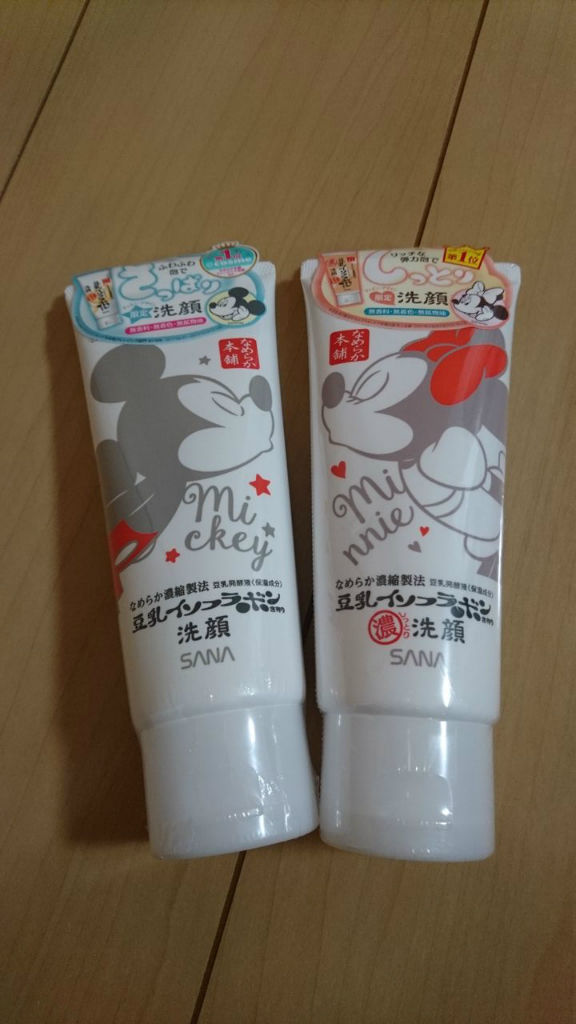 ふわふわ
泡で
さっぱり
限定 洗顔
無香料・無着色・無鉱物油
なめらか
本舗
Mi
ckey
なめらか濃縮製法 豆乳発酵液(保湿成分)
豆乳イソフラボン
含有
洗顔
SANA
リッチな
弾力泡で
しっとり
第1位
限定 洗顔
無香料・無着色・無鉱物油
なめらか
本舗
Mi
nnie
なめらか濃縮製法 豆乳発酵液(保湿成分)
豆乳イソフラボン
含有
濃 しっとり 洗顔
SANA